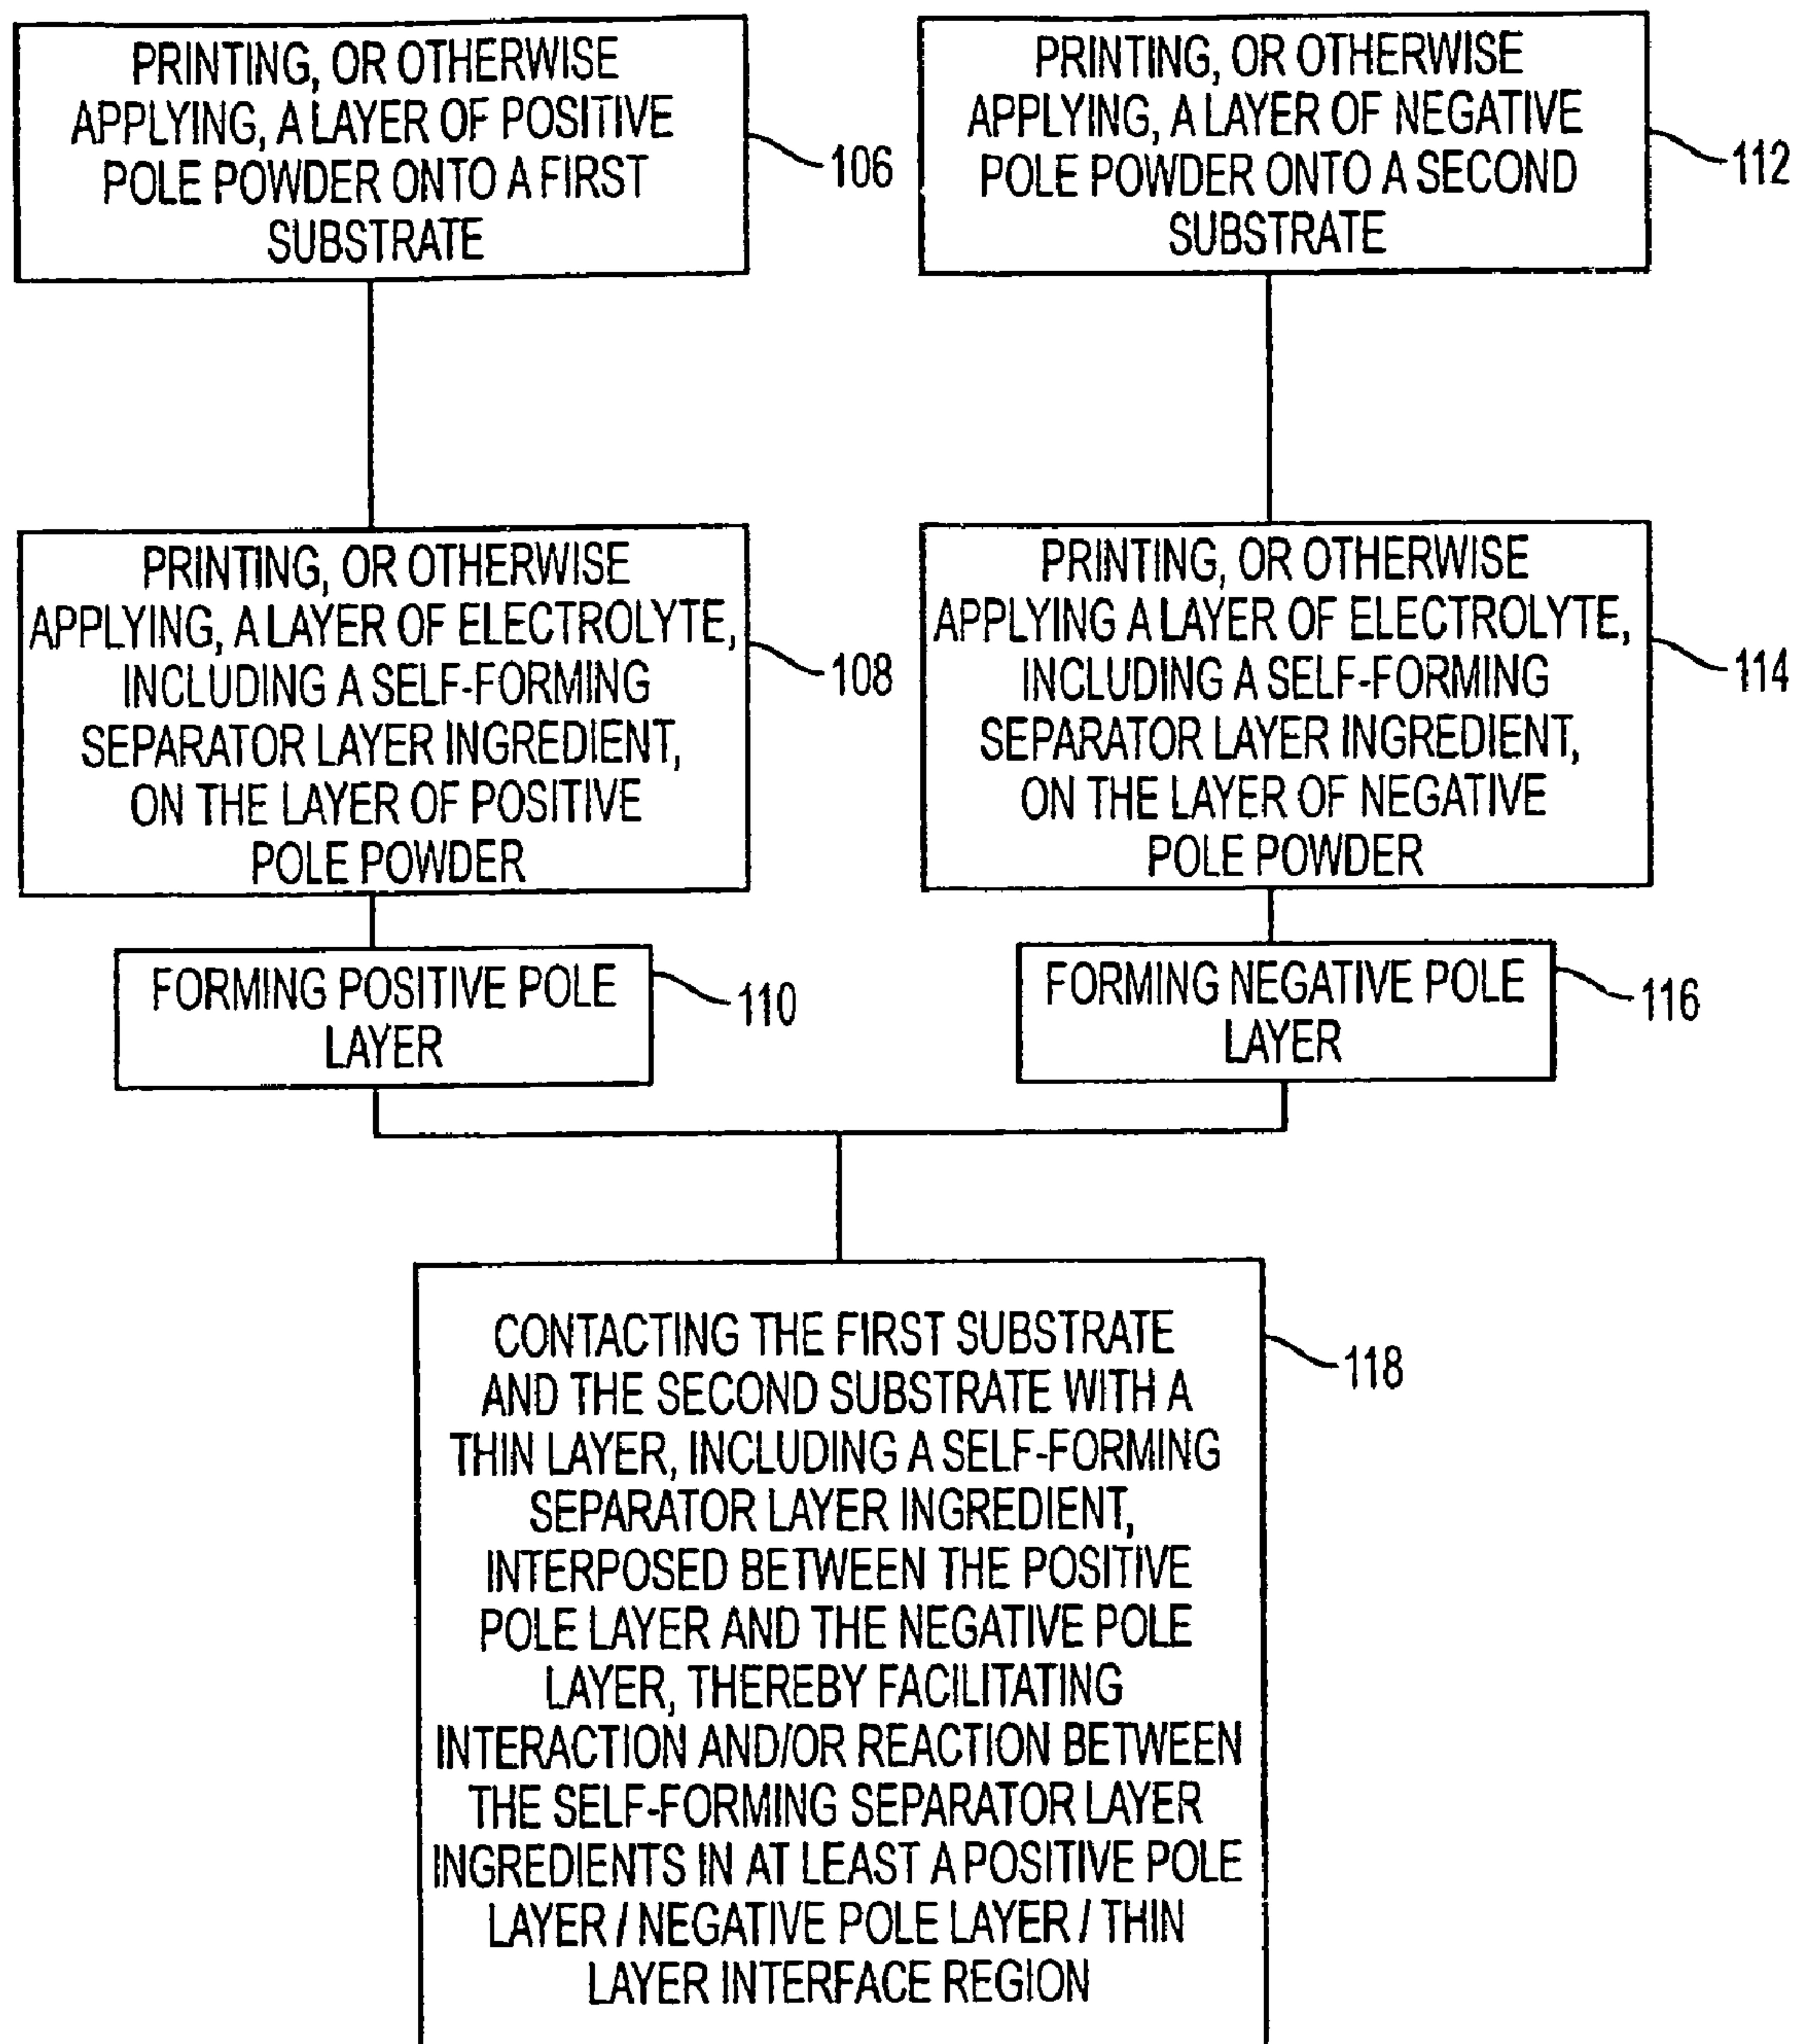 PRINTING, OR OTHERWISE
APPLYING, A LAYER OF POSITIVE
POLE POWDER ONTO A FIRST
SUBSTRATE
106
PRINTING, OR OTHERWISE
APPLYING, A LAYER OF NEGATIVE
POLE POWDER ONTO A SECOND
SUBSTRATE
112
PRINTING, OR OTHERWISE
APPLYING, A LAYER OF ELECTROLYTE,
INCLUDING A SELF-FORMING
SEPARATOR LAYER INGREDIENT,
ON THE LAYER OF POSITIVE
POLE POWDER
108
PRINTING, OR OTHERWISE
APPLYING A LAYER OF ELECTROLYTE,
INCLUDING A SELF-FORMING
SEPARATOR LAYER INGREDIENT,
ON THE LAYER OF NEGATIVE
POLE POWDER
114
FORMING POSITIVE POLE
LAYER
110
FORMING NEGATIVE POLE
LAYER
116
CONTACTING THE FIRST SUBSTRATE
AND THE SECOND SUBSTRATE WITH A
THIN LAYER, INCLUDING A SELF-FORMING
SEPARATOR LAYER INGREDIENT,
INTERPOSED BETWEEN THE POSITIVE
POLE LAYER AND THE NEGATIVE POLE
LAYER, THEREBY FACILITATING
INTERACTION AND/OR REACTION BETWEEN
THE SELF-FORMING SEPARATOR LAYER
INGREDIENTS IN AT LEAST A POSITIVE POLE
LAYER / NEGATIVE POLE LAYER / THIN
LAYER INTERFACE REGION
118